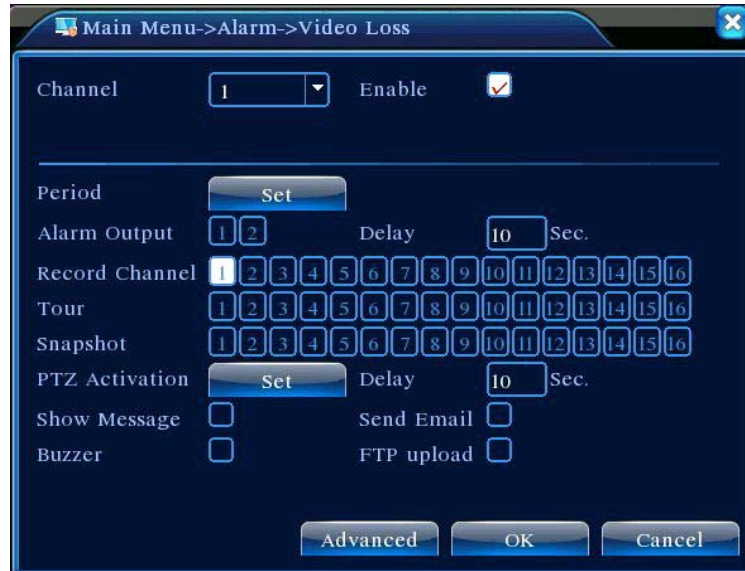 Main Menu->Alarm->Video Loss
Channel 1 Enable
Period Set
Alarm Output 1 2 Delay 10 Sec.
Record Channel 1 2 3 4 5 6 7 8 9 10 11 12 13 14 15 16
Tour 1 2 3 4 5 6 7 8 9 10 11 12 13 14 15 16
Snapshot 1 2 3 4 5 6 7 8 9 10 11 12 13 14 15 16
PTZ Activation Set Delay 10 Sec.
Show Message Send Email
Buzzer FTP upload
Advanced OK Cancel